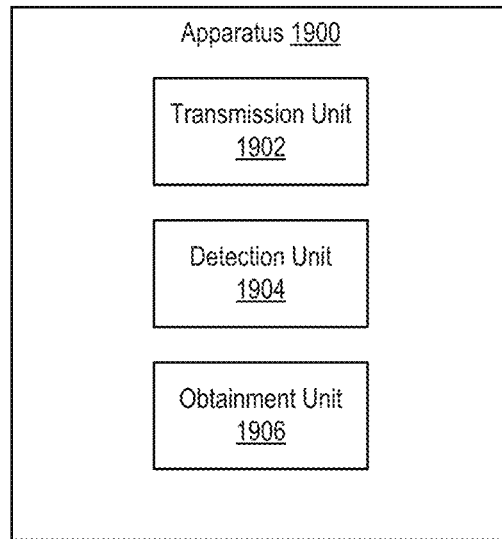 Apparatus 1900
Transmission Unit
1902
Detection Unit
1904
Obtainment Unit
1906